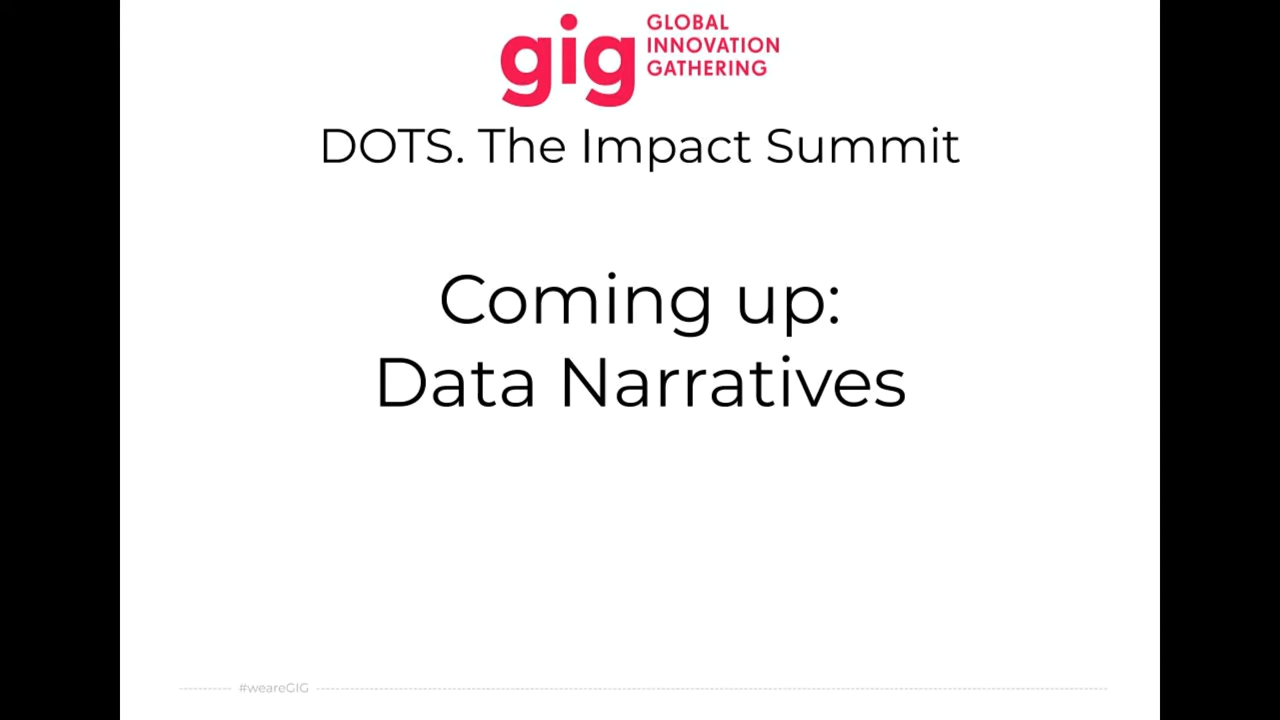 gig
GLOBAL
INNOVATION
GATHERING
DOTS. The Impact Summit
Coming up:
Data Narratives
#weareGIG